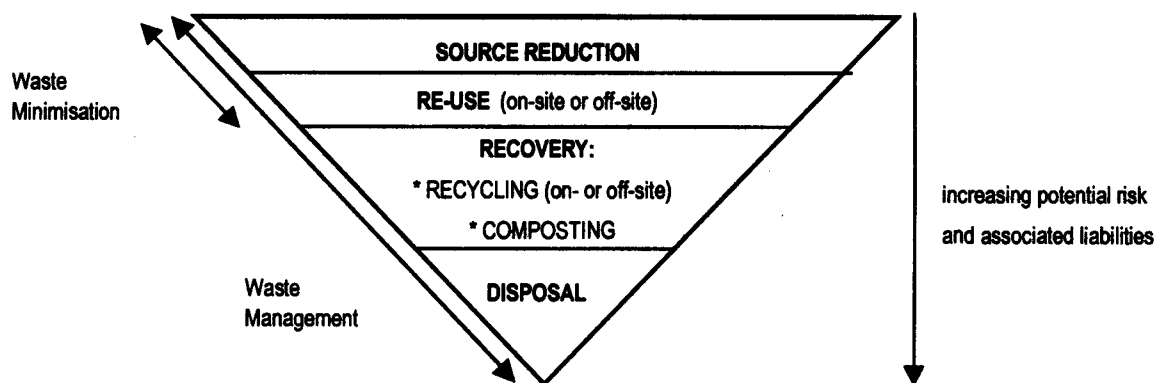 SOURCE REDUCTION
Waste
Minimisation
RE-USE (on-site or off-site)
RECOVERY:
* RECYCLING (on- or off-site)
* COMPOSTING
increasing potential risk
and associated liabilities
Waste
Management
DISPOSAL